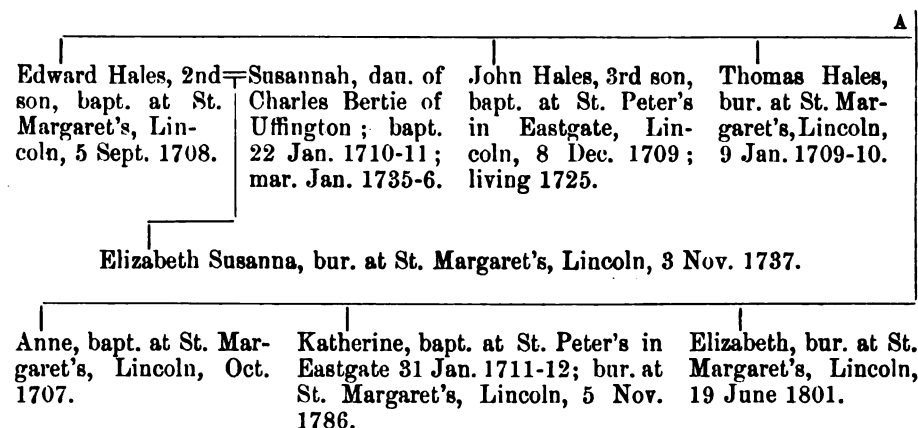 A
Edward Hales, 2nd
son, bapt. at St.
Margaret's, Lin-
coln, 5 Sept. 1708.
Susannah, dau. of
Charles Bertie of
Uffington ; bapt.
22 Jan. 1710-11 ;
mar. Jan. 1735-6.
John Hales, 3rd son,
bapt. at St. Peter's
in Eastgate, Lin-
coln, 8 Dec. 1709 ;
living 1725.
Thomas Hales,
bur. at St. Mar-
garet's, Lincoln,
9 Jan. 1709-10.
Elizabeth Susanna, bur. at St. Margaret's, Lincoln, 3 Nov. 1737.
Anne, bapt. at St. Mar-
garet's, Lincoln, Oct.
1707.
Katherine, bapt. at St. Peter's in
Eastgate 31 Jan. 1711-12; bur. at
St. Margaret's, Lincoln, 5 Nov.
1786.
Elizabeth, bur. at St.
Margaret's, Lincoln,
19 June 1801.